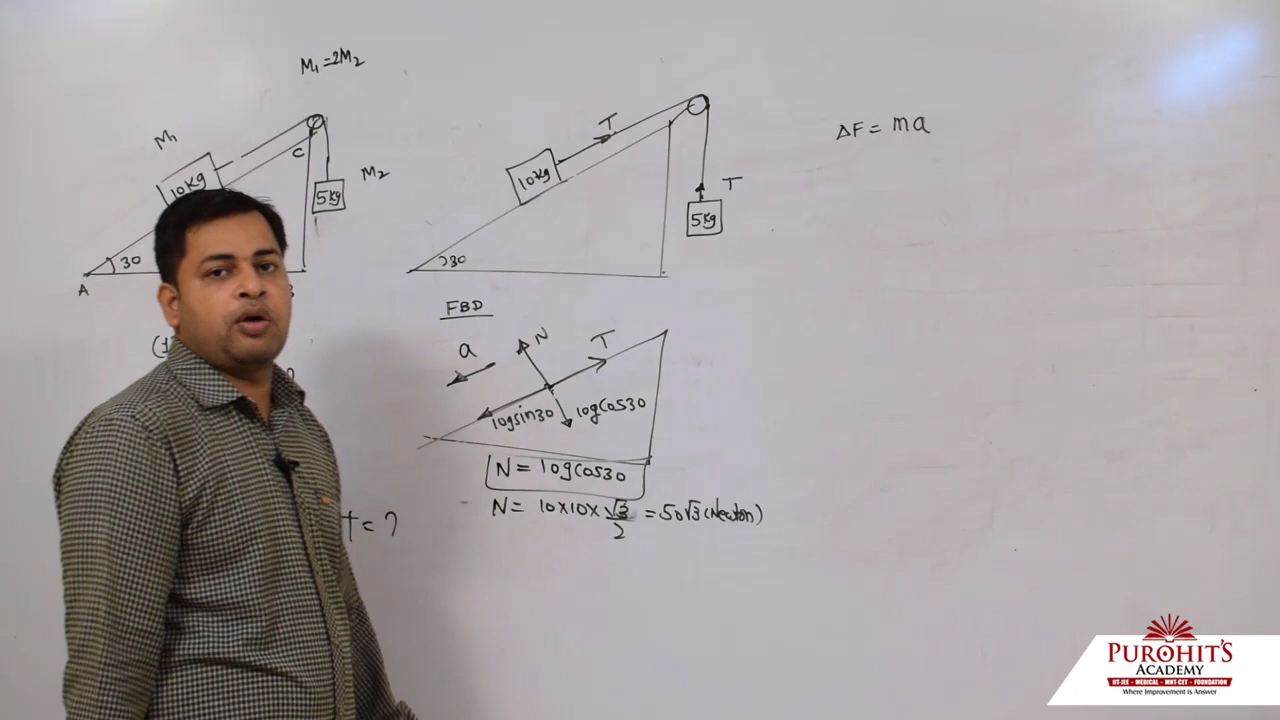 M₁ = 2M₂
M₁
10Kg
C
M₂
5Kg
30
A
T = ?
T
10Kg
T
5Kg
30
ΔF = ma
FBD
a
N
T
10gsin30
10gcos30
N = 10gcos30
N = 10×10×√3/2 = 50√3 (Newton)
PUROHIT'S
ACADEMY
IIT-JEE - MEDICAL - MHT-CET - FOUNDATION
Where Improvement is Answer